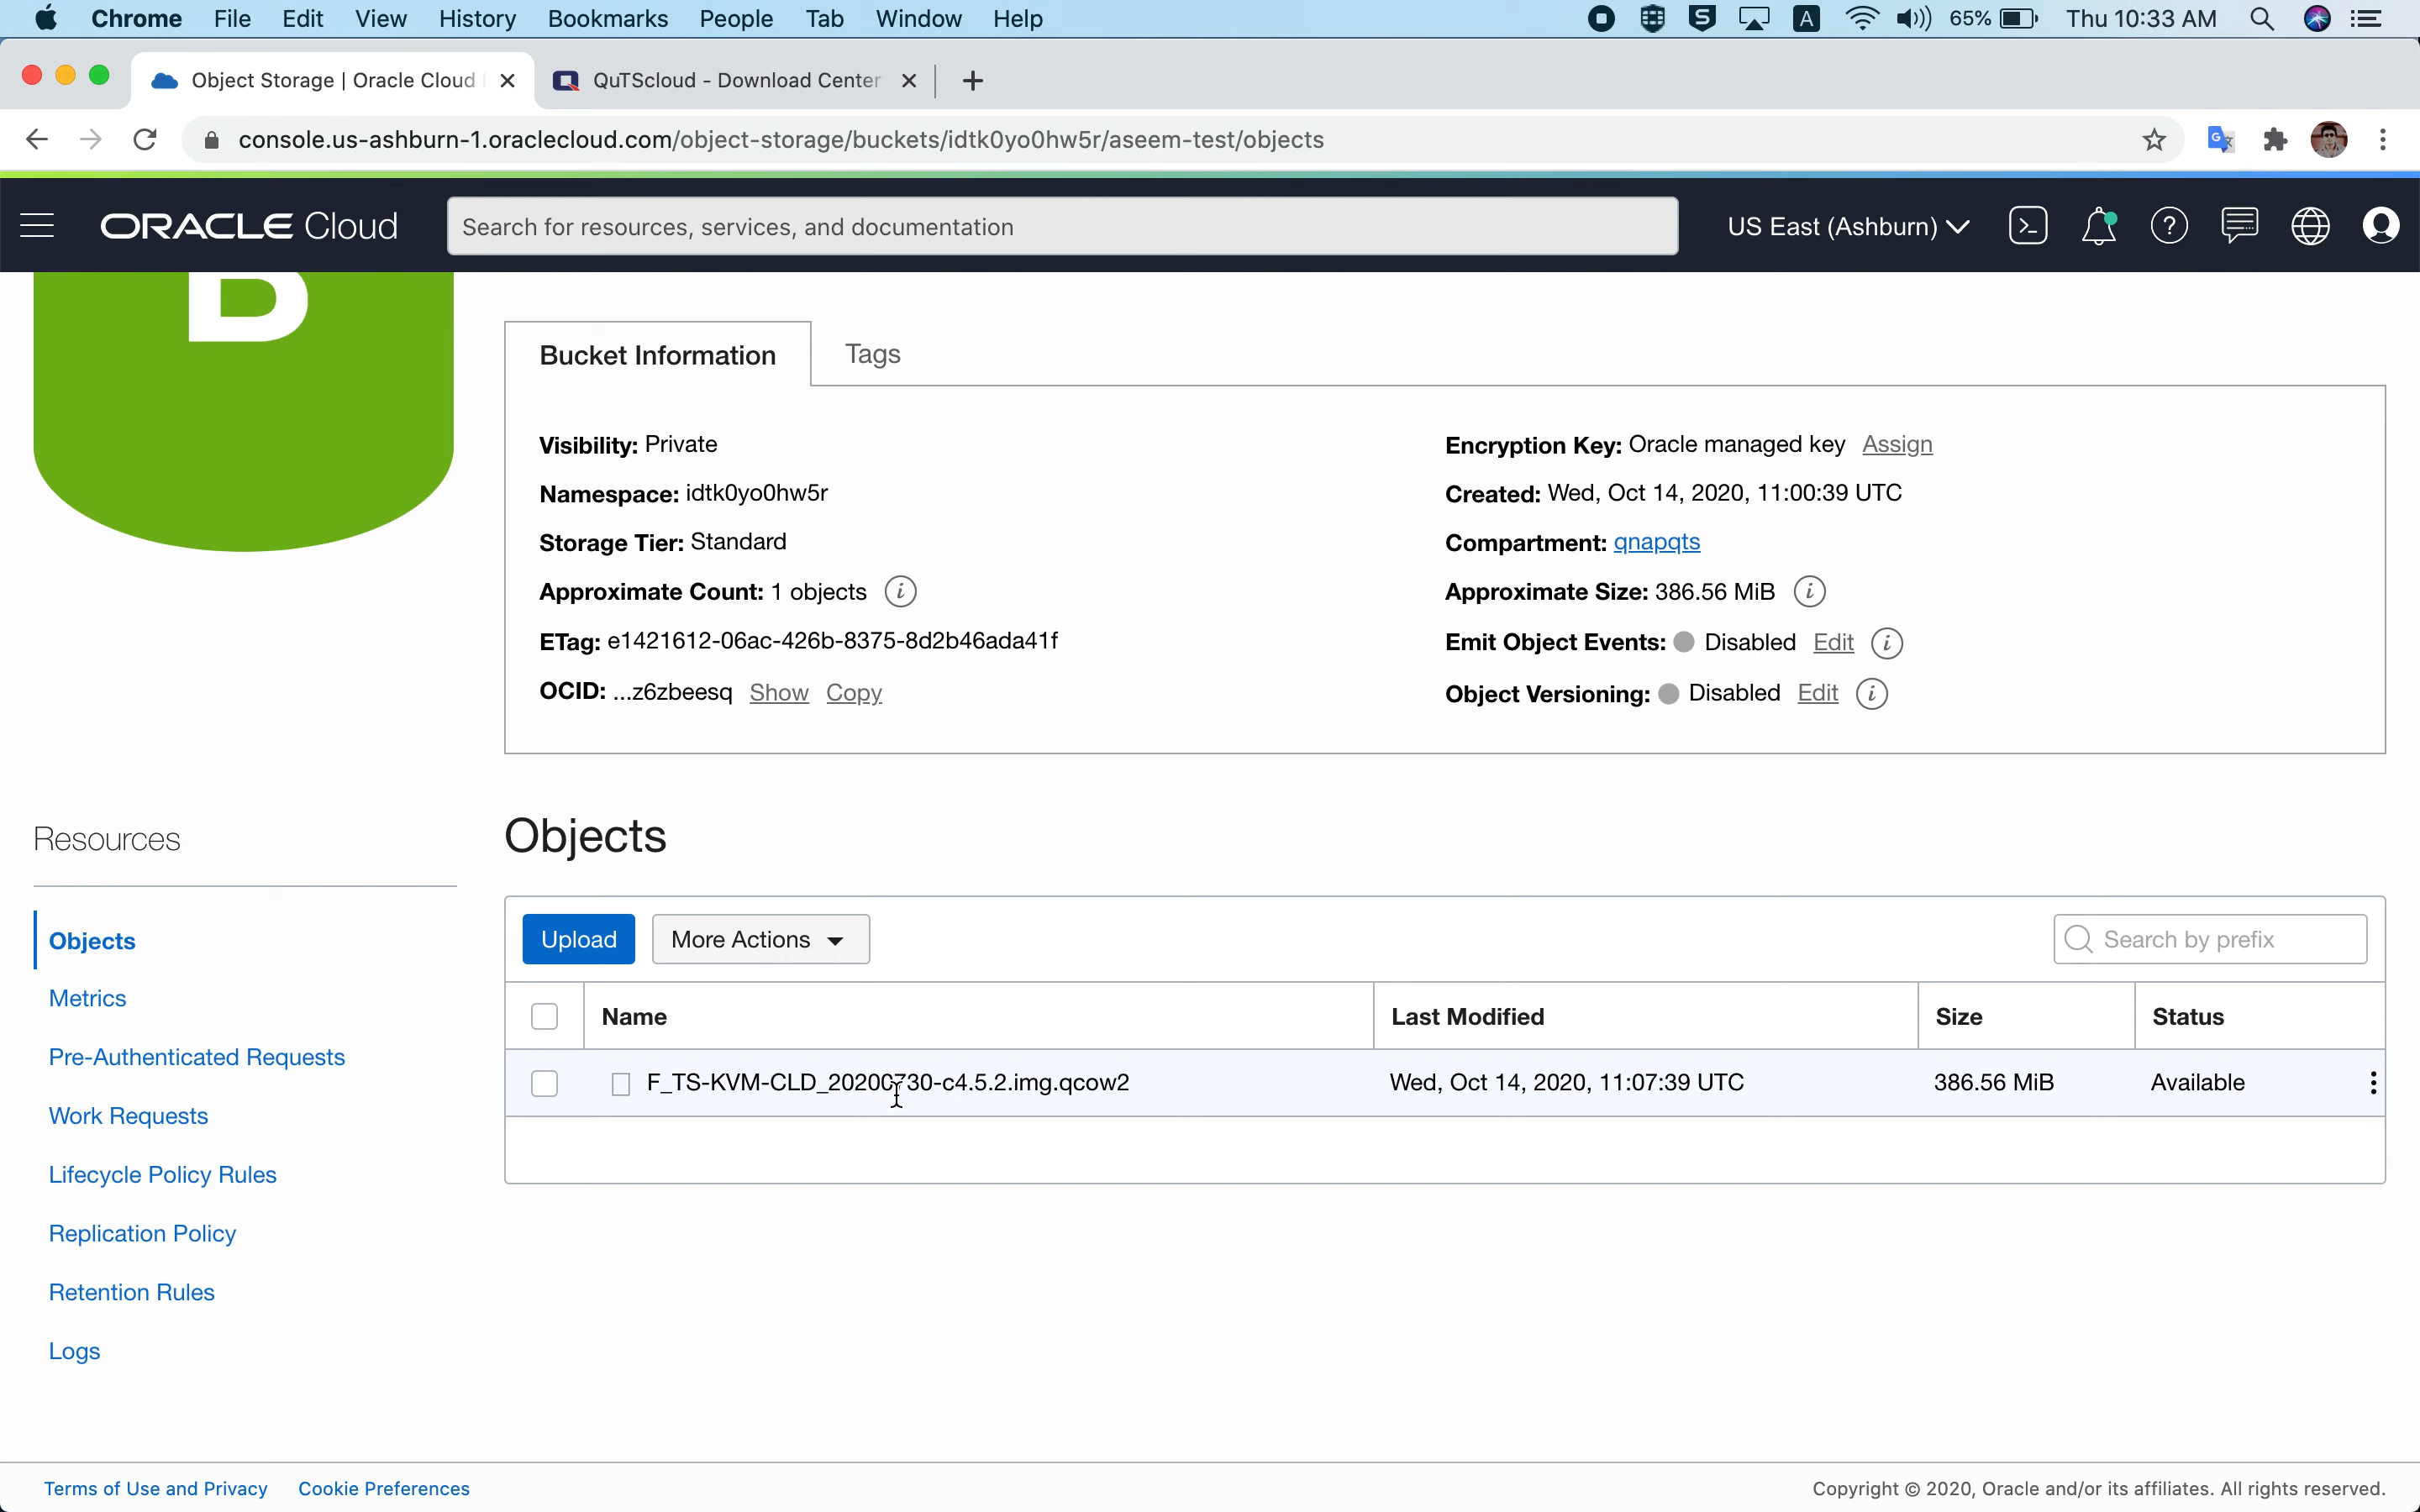 Chrome File Edit View History Bookmarks People Tab Window Help A 65% Thu 10:33 AM
Object Storage | Oracle Cloud QuTScloud - Download Center
console.us-ashburn-1.oraclecloud.com/object-storage/buckets/idtk0yo0hw5r/aseem-test/objects
ORACLE Cloud Search for resources, services, and documentation US East (Ashburn)
B
Bucket Information Tags
Visibility: Private Encryption Key: Oracle managed key Assign
Namespace: idtk0yo0hw5r Created: Wed, Oct 14, 2020, 11:00:39 UTC
Storage Tier: Standard Compartment: qnapqts
Approximate Count: 1 objects i Approximate Size: 386.56 MiB i
ETag: e1421612-06ac-426b-8375-8d2b46ada41f Emit Object Events: Disabled Edit i
OCID: ...z6zbeesq Show Copy Object Versioning: Disabled Edit i
Resources
Objects
Metrics
Pre-Authenticated Requests
Work Requests
Lifecycle Policy Rules
Replication Policy
Retention Rules
Logs
Objects
Upload More Actions Search by prefix
Name Last Modified Size Status
F_TS-KVM-CLD_20200730-c4.5.2.img.qcow2 Wed, Oct 14, 2020, 11:07:39 UTC 386.56 MiB Available
Terms of Use and Privacy Cookie Preferences Copyright © 2020, Oracle and/or its affiliates. All rights reserved.